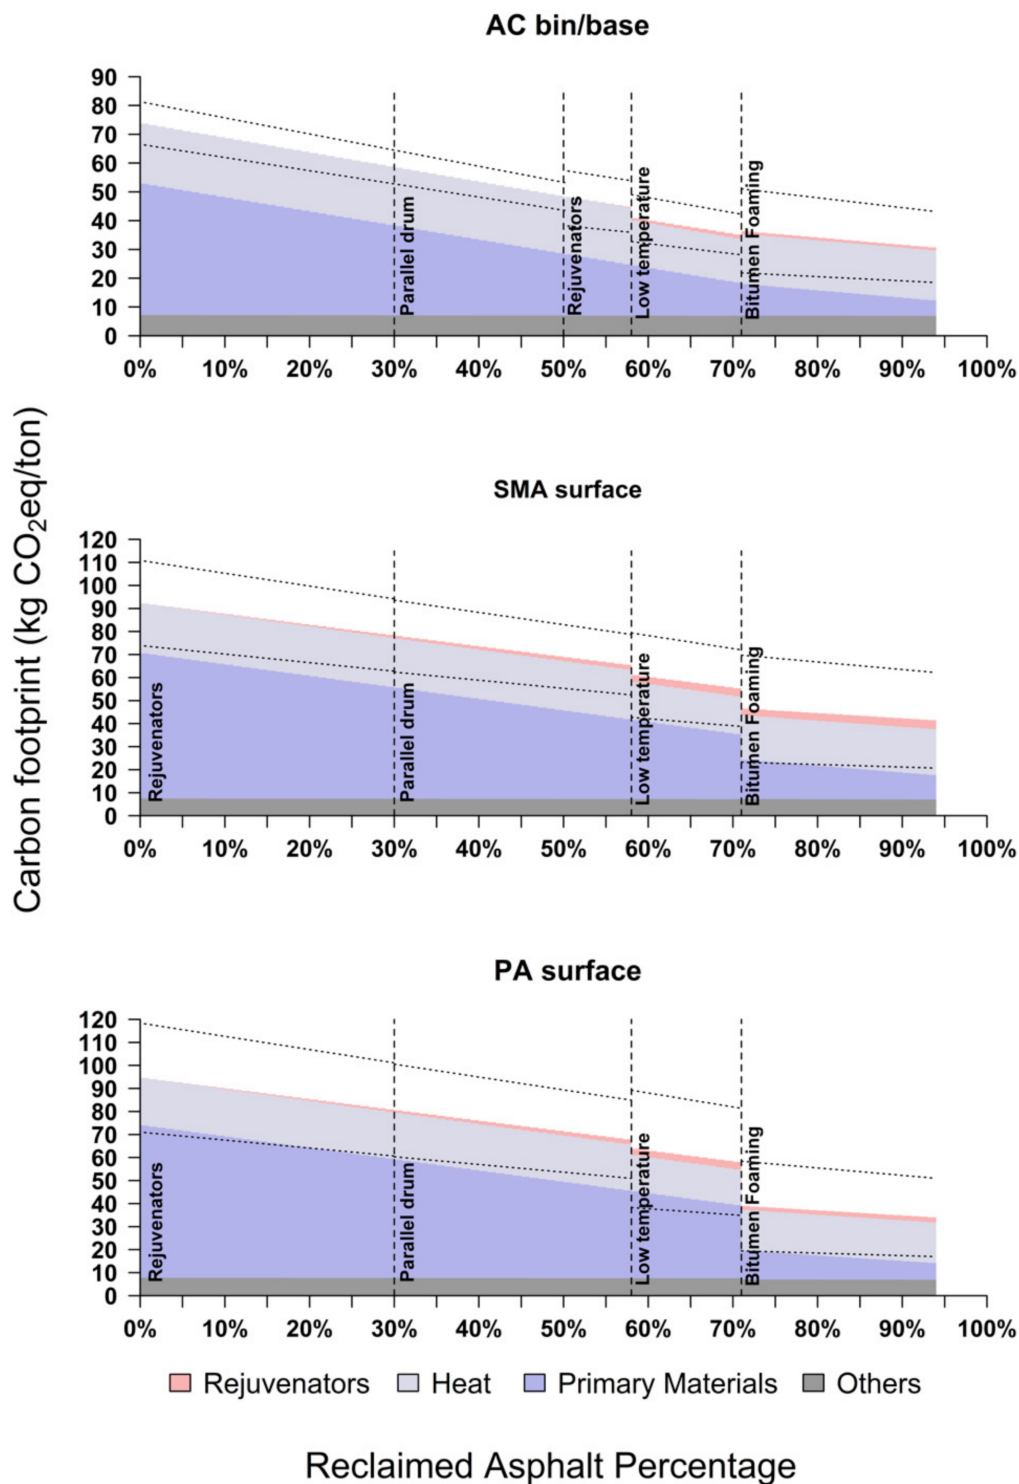 AC bin/base
90
80
70
60
50
40
30
20
10
0
Parallel drum
Rejuvenators
Low temperature
Bitumen Foaming
0% 10% 20% 30% 40% 50% 60% 70% 80% 90% 100%
Carbon footprint (kg CO₂eq/ton)
SMA surface
120
110
100
90
80
70
60
50
40
30
20
10
0
Rejuvenators
Parallel drum
Low temperature
Bitumen Foaming
0% 10% 20% 30% 40% 50% 60% 70% 80% 90% 100%
PA surface
120
110
100
90
80
70
60
50
40
30
20
10
0
Rejuvenators
Parallel drum
Low temperature
Bitumen Foaming
0% 10% 20% 30% 40% 50% 60% 70% 80% 90% 100%
Rejuvenators Heat Primary Materials Others
Reclaimed Asphalt Percentage